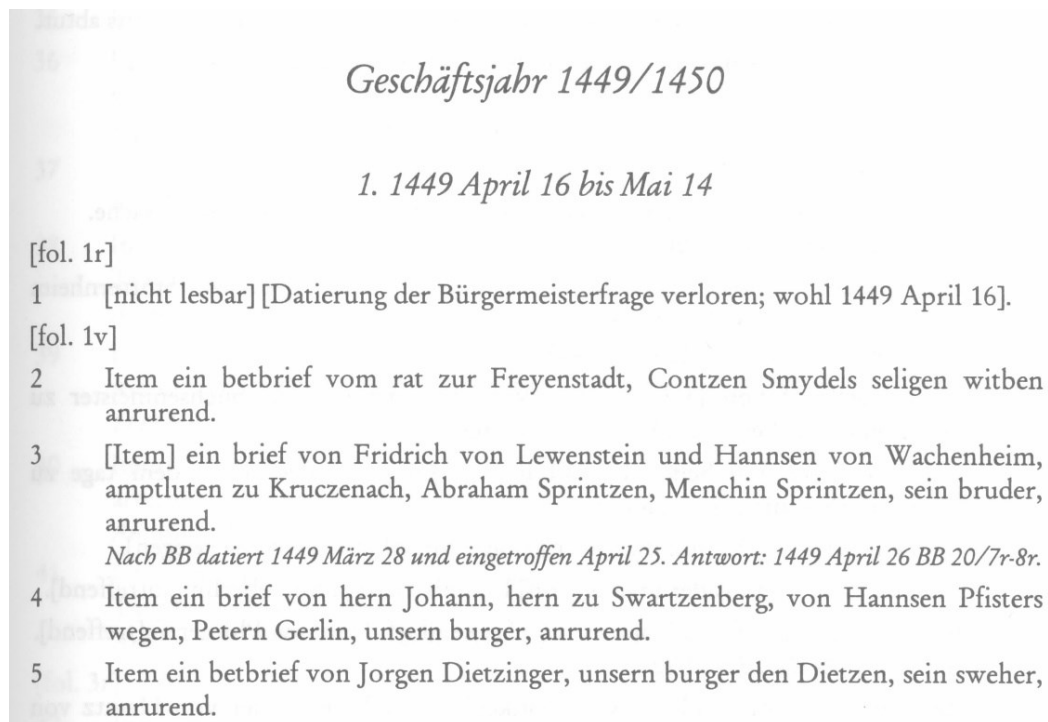 Geschäftsjahr 1449/1450
1. 1449 April 16 bis Mai 14
[fol. 1r]
1 [nicht lesbar] [Datierung der Bürgermeisterfrage verloren; wohl 1449 April 16].
[fol. 1v]
2 Item ein betbrief vom rat zur Freyenstadt, Contzen Smydels seligen witben
anrurend.
3 [Item] ein brief von Fridrich von Lewenstein und Hannsen von Wachenheim,
amptluten zu Kruczenach, Abraham Sprintzen, Menchin Sprintzen, sein bruder,
anrurend.
Nach BB datiert 1449 März 28 und eingetroffen April 25. Antwort: 1449 April 26 BB 20/7r-8r.
4 Item ein brief von hern Johann, hern zu Swartzenberg, von Hannsen Pfisters
wegen, Petern Gerlin, unsern burger, anrurend.
5 Item ein betbrief von Jorgen Dietzinger, unsern burger den Dietzen, sein sweher,
anrurend.